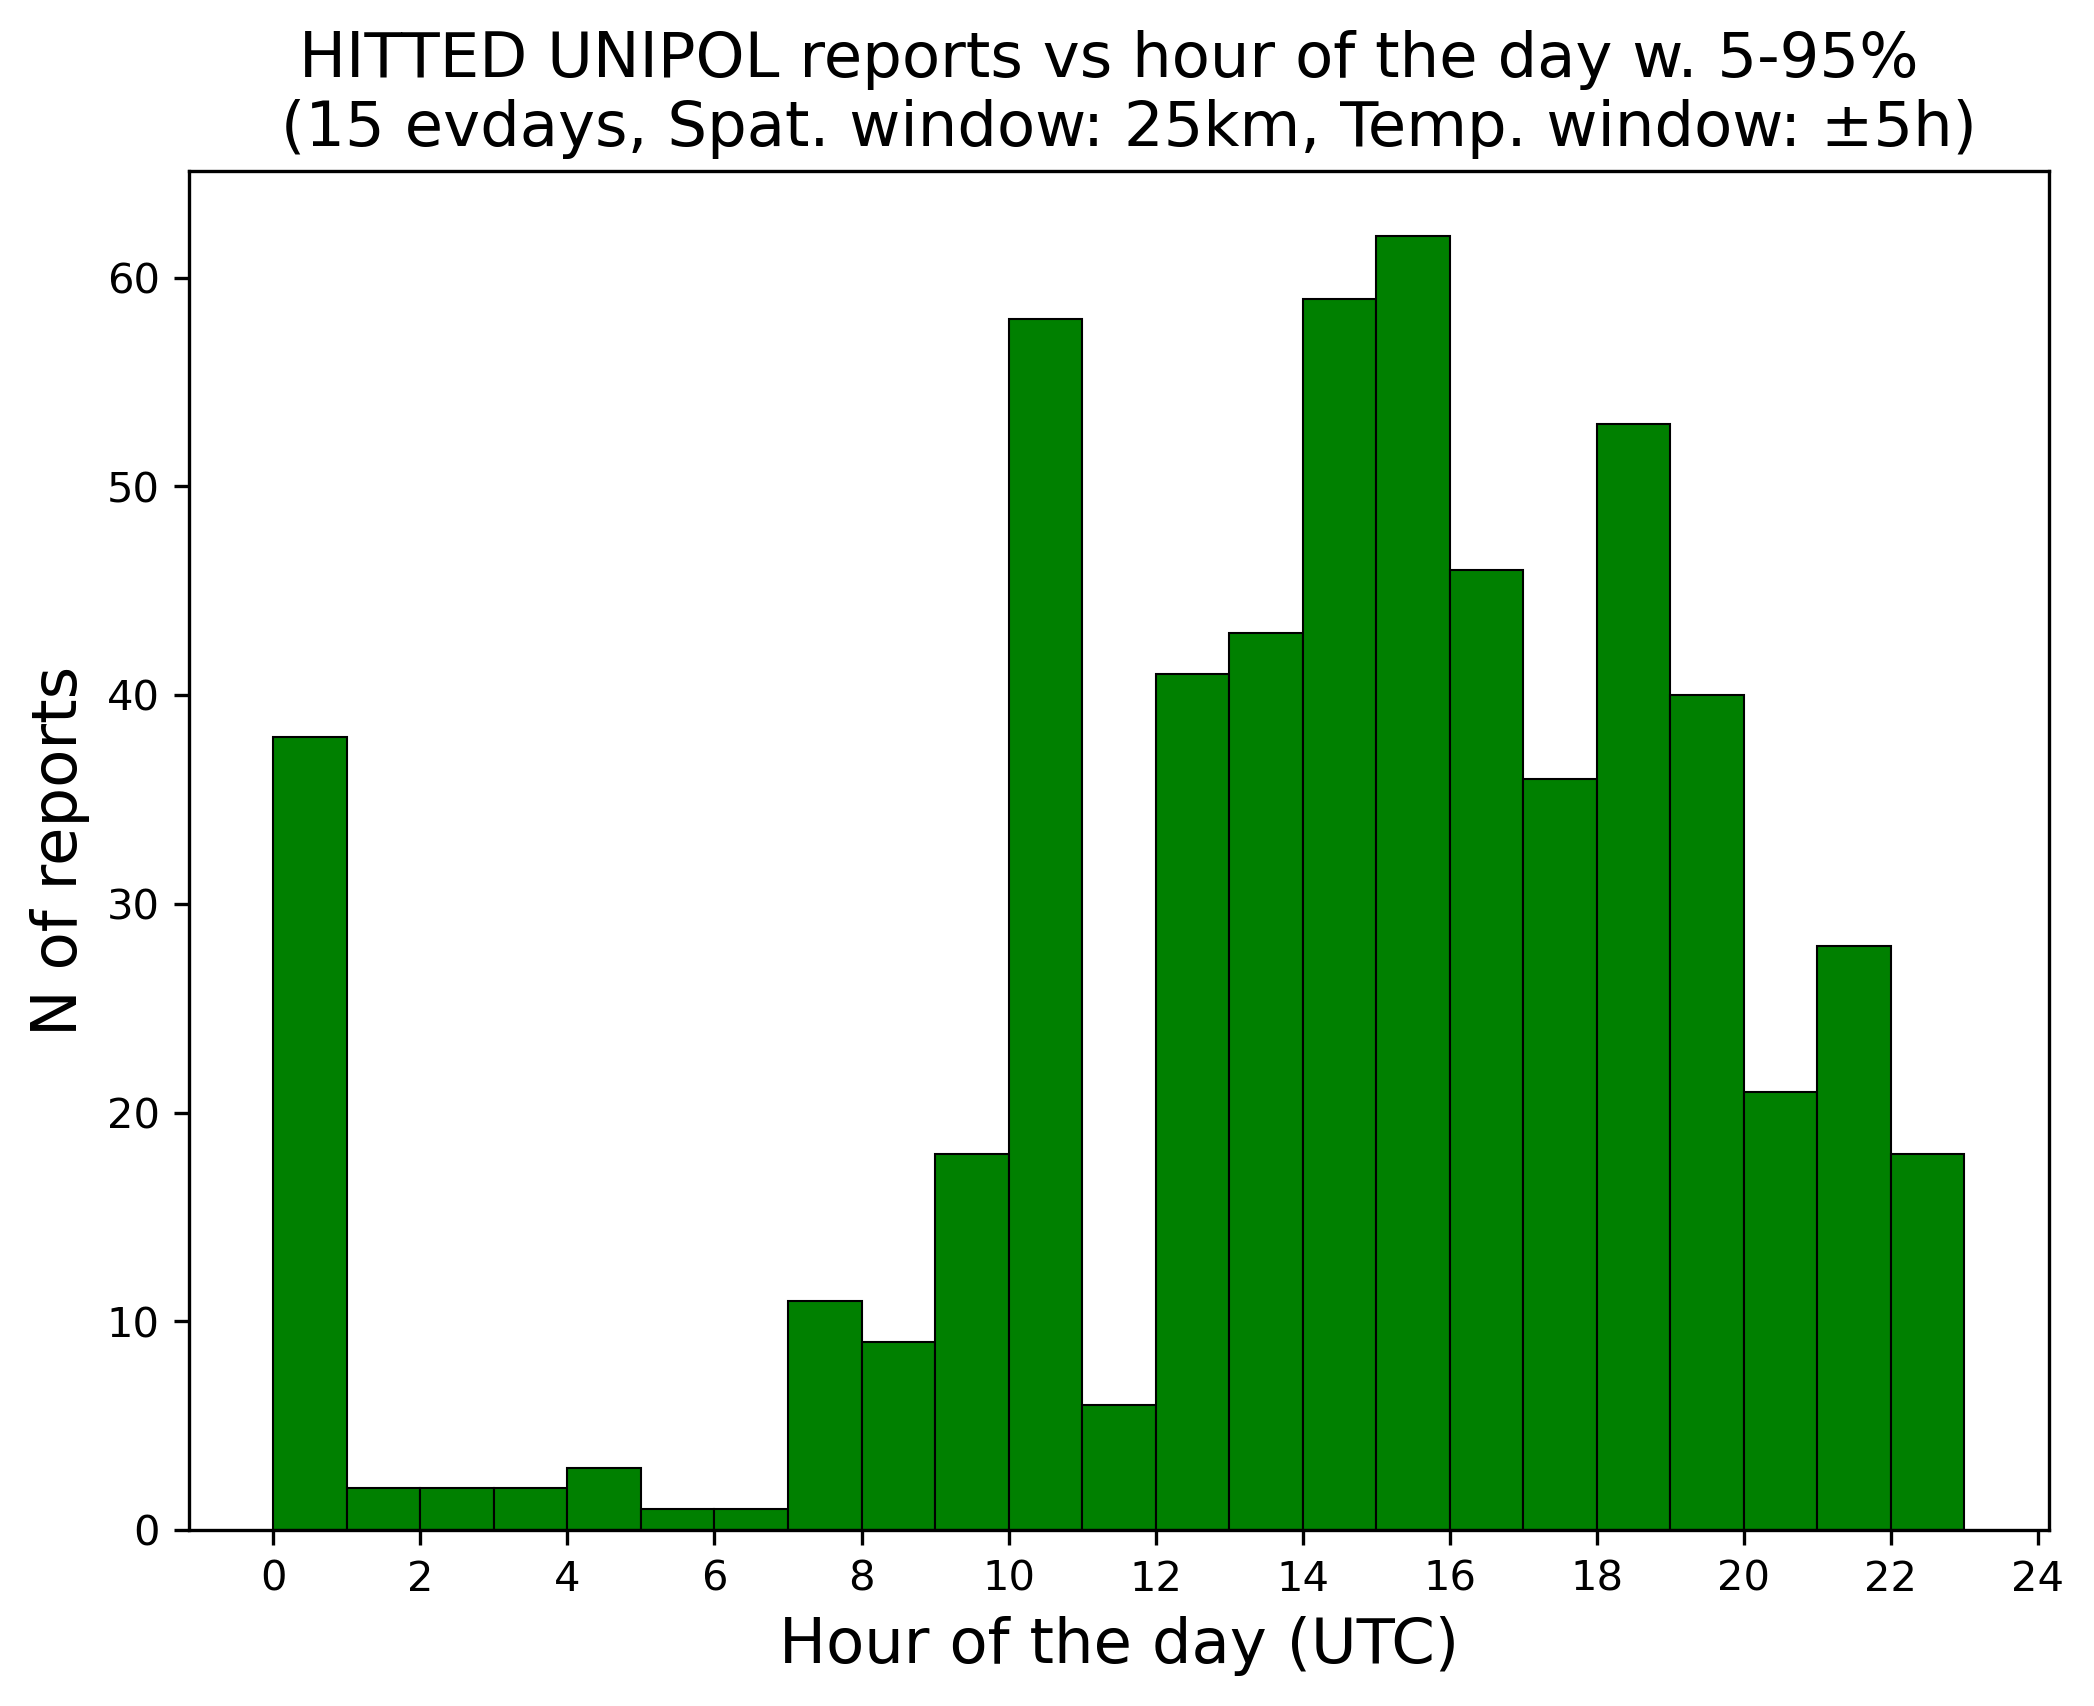 HITTED UNIPOL reports vs hour of the day w. 5-95%
(15 evdays, Spat. window: 25km, Temp. window: ±5h)
N of reports
60
50
40
30
20
10
0
0 2 4 6 8 10 12 14 16 18 20 22 24
Hour of the day (UTC)